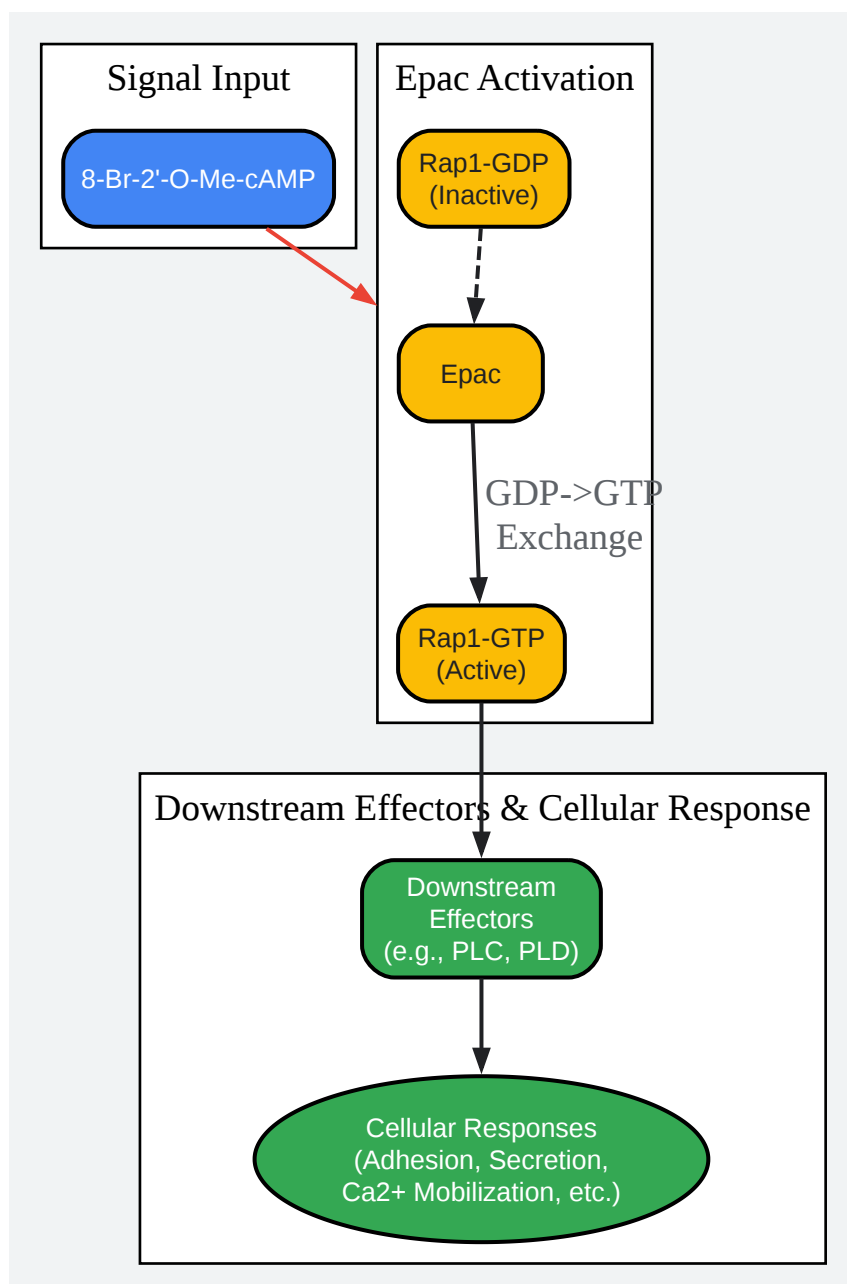 Signal Input
8-Br-2'-O-Me-cAMP
Epac Activation
Rap1-GDP
(Inactive)
Epac
GDP->GTP
Exchange
Rap1-GTP
(Active)
Downstream Effectors & Cellular Response
Downstream
Effectors
(e.g., PLC, PLD)
Cellular Responses
(Adhesion, Secretion,
Ca2+ Mobilization, etc.)